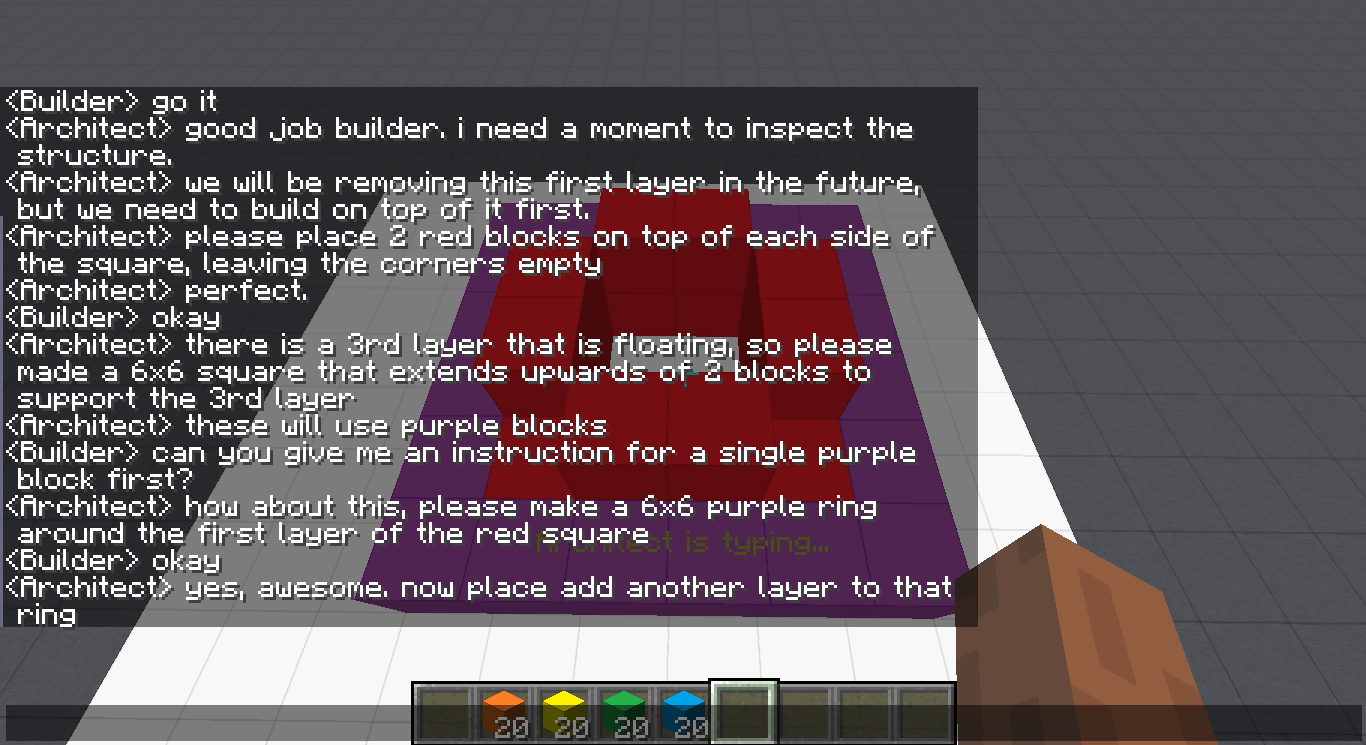 <Builder> go it
<Architect> good job builder. i need a moment to inspect the
structure.
<Architect> we will be removing this first layer in the future,
but we need to build on top of it first.
<Architect> please place 2 red blocks on top of each side of
the square, leaving the corners empty
<Architect> perfect.
<Builder> okay
<Architect> there is a 3rd layer that is floating, so please
made a 6x6 square that extends upwards of 2 blocks to
support the 3rd layer
<Architect> these will use purple blocks
<Builder> can you give me an instruction for a single purple
block first?
<Architect> how about this, please make a 6x6 purple ring
around the first layer of the red square
Architect is typing...
<Builder> okay
<Architect> yes, awesome. now place add another layer to that
ring
20 20 20 20